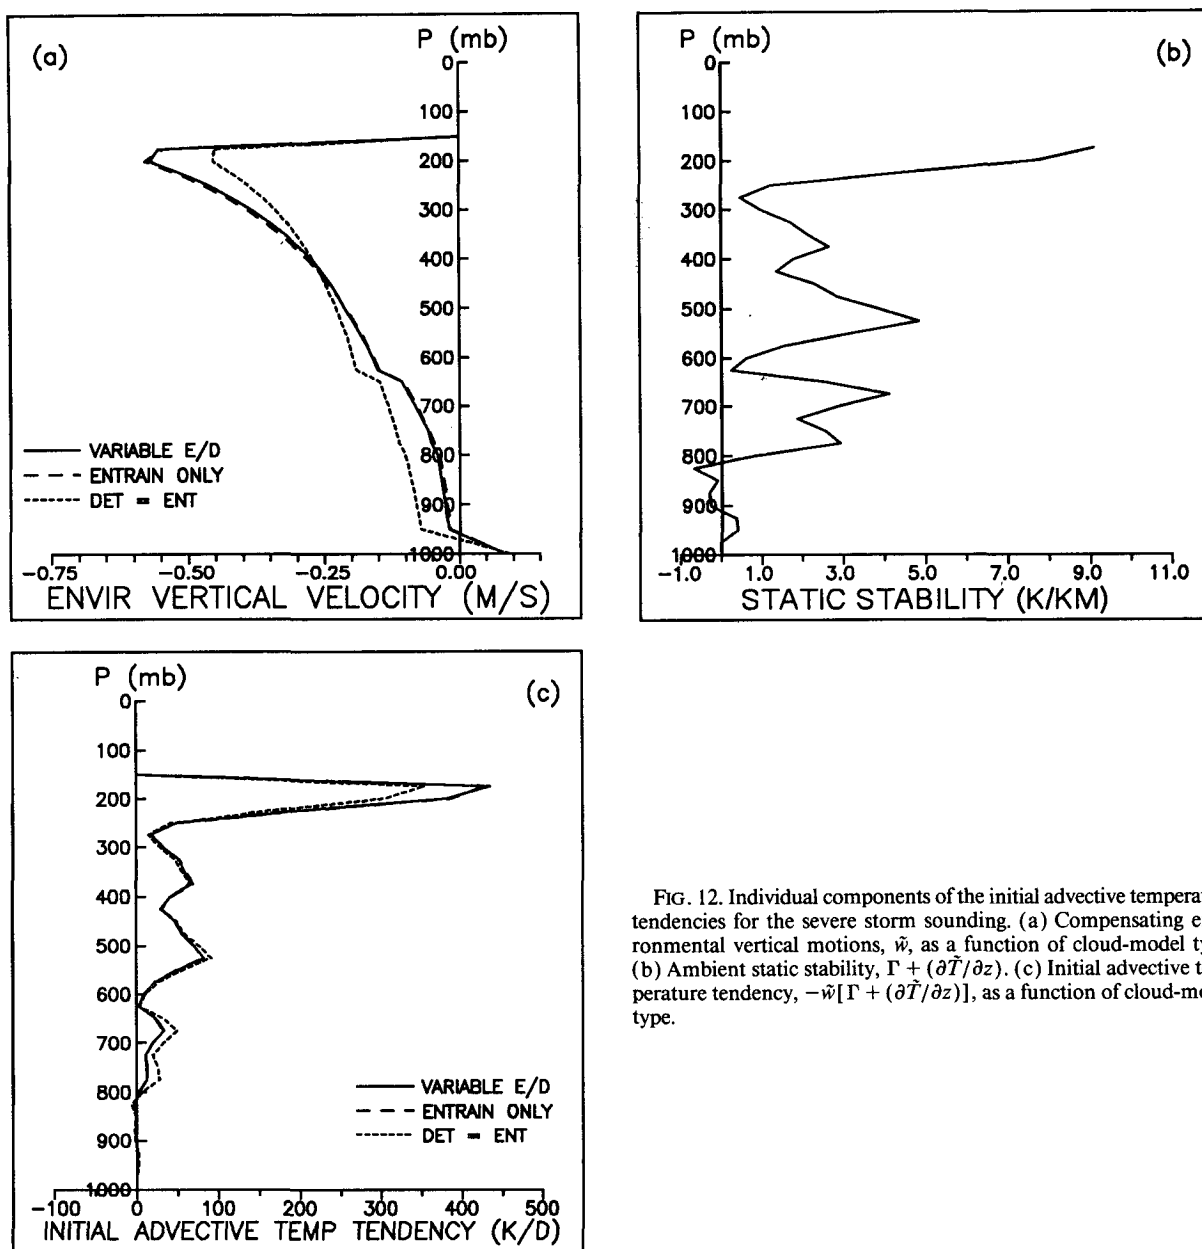 (a)
P (mb)
0
100
200
300
400
500
600
700
800
900
1000
VARIABLE E/D
ENTRAIN ONLY
DET = ENT
-0.75 -0.50 -0.25 0.00
ENVIR VERTICAL VELOCITY (M/S)
P (mb)
(b)
0
100
200
300
400
500
600
700
800
900
1000
-1.0 1.0 3.0 5.0 7.0 9.0 11.0
STATIC STABILITY (K/KM)
P (mb)
(c)
0
100
200
300
400
500
600
700
800
900
1000
VARIABLE E/D
ENTRAIN ONLY
DET = ENT
-100 0 100 200 300 400 500
INITIAL ADVECTIVE TEMP TENDENCY (K/D)
FIG. 12. Individual components of the initial advective temperat
tendencies for the severe storm sounding. (a) Compensating e
ronmental vertical motions, w̃, as a function of cloud-model ty
(b) Ambient static stability, Γ + (∂T̃/∂z). (c) Initial advective t
perature tendency, −w̃[Γ + (∂T̃/∂z)], as a function of cloud-mo
type.